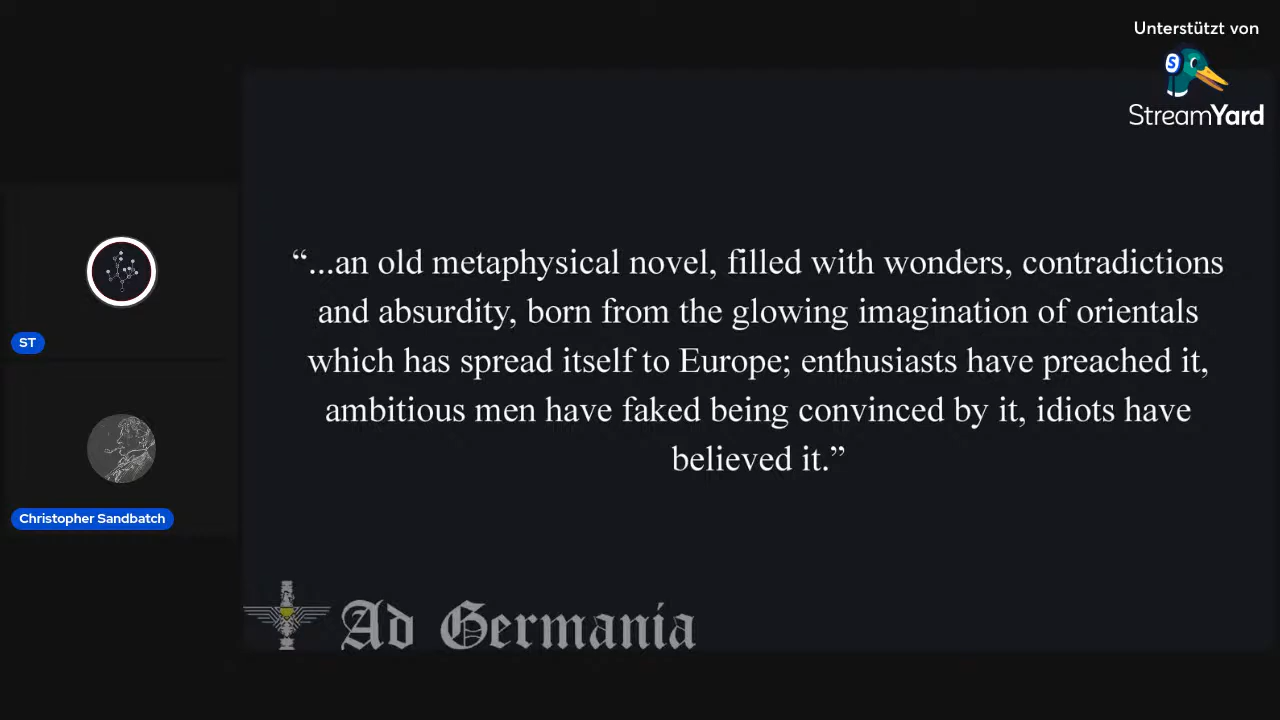 Unterstützt von
S
StreamYard
“...an old metaphysical novel, filled with wonders, contradictions
and absurdity, born from the glowing imagination of orientals
which has spread itself to Europe; enthusiasts have preached it,
ambitious men have faked being convinced by it, idiots have
believed it.”
ST
Christopher Sandbatch
Ad Germania